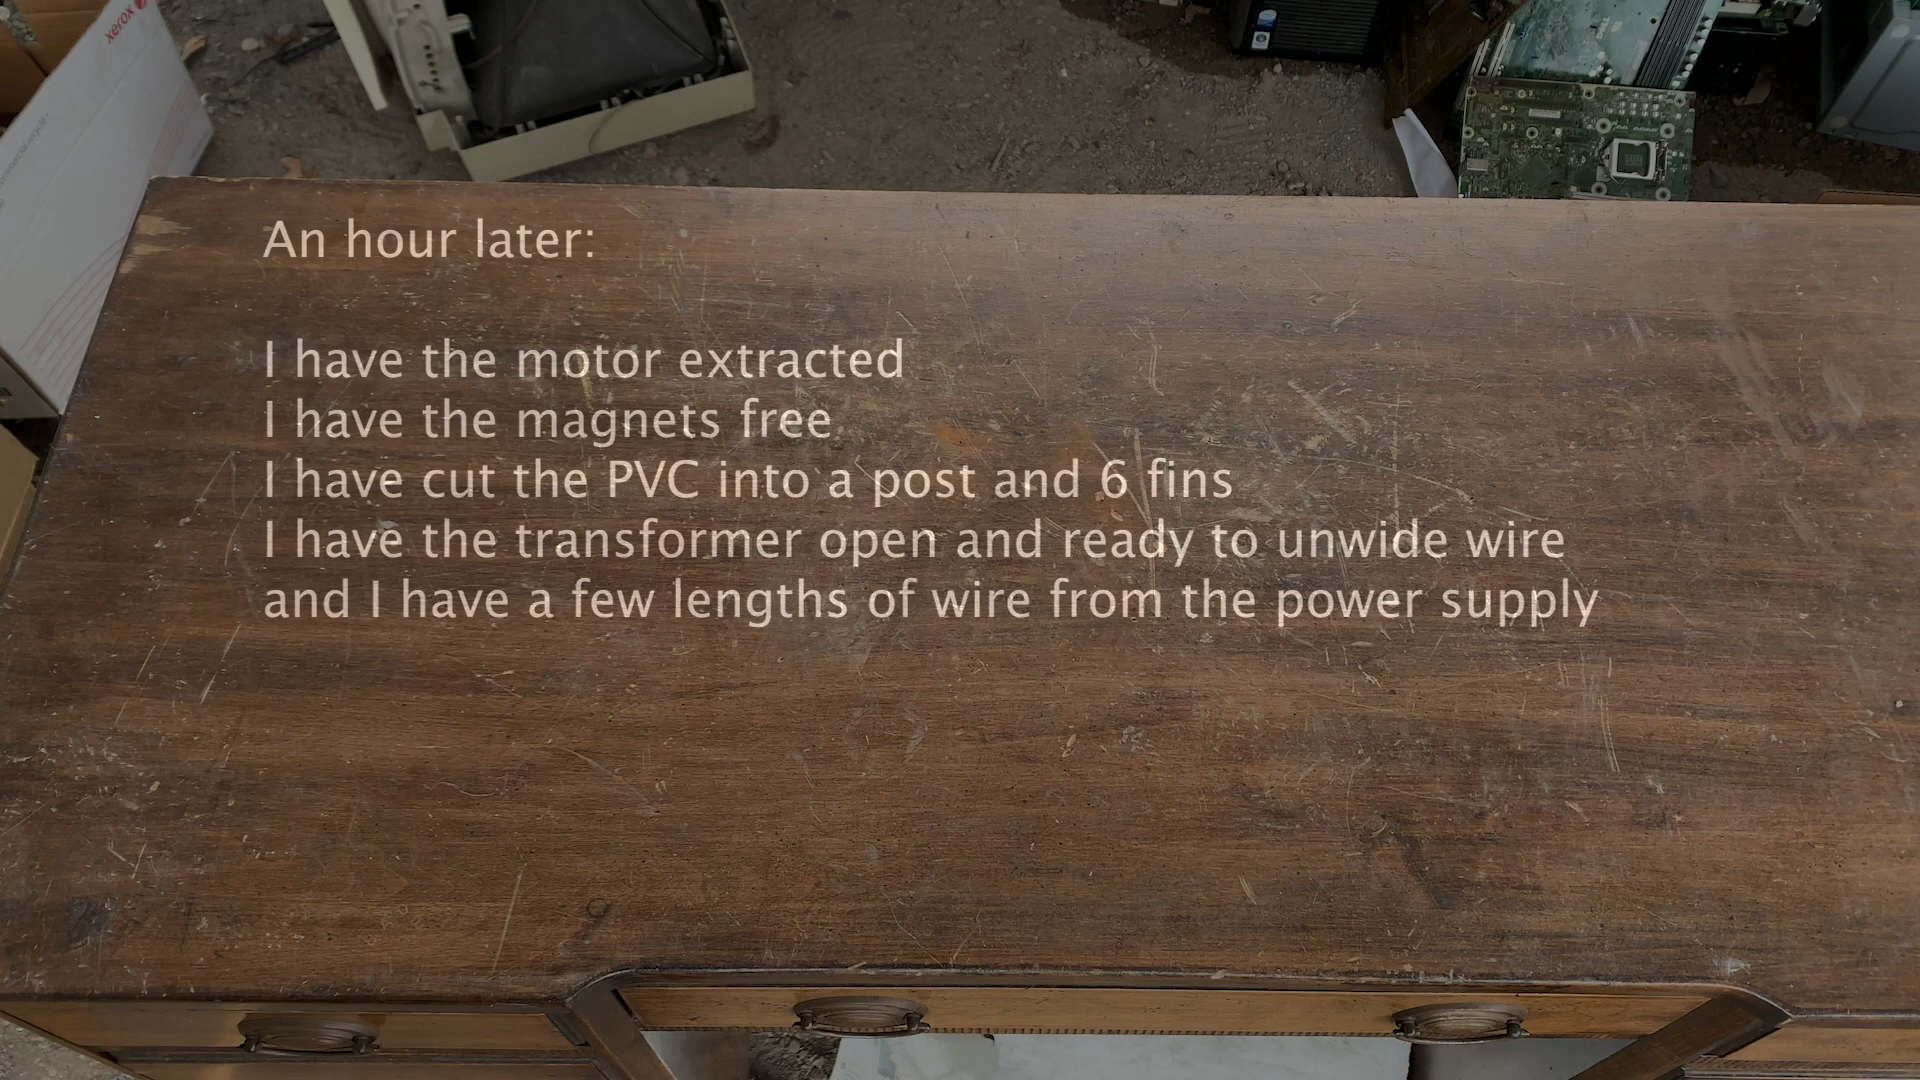 xerox
An hour later:
I have the motor extracted
I have the magnets free
I have cut the PVC into a post and 6 fins
I have the transformer open and ready to unwide wire
and I have a few lengths of wire from the power supply